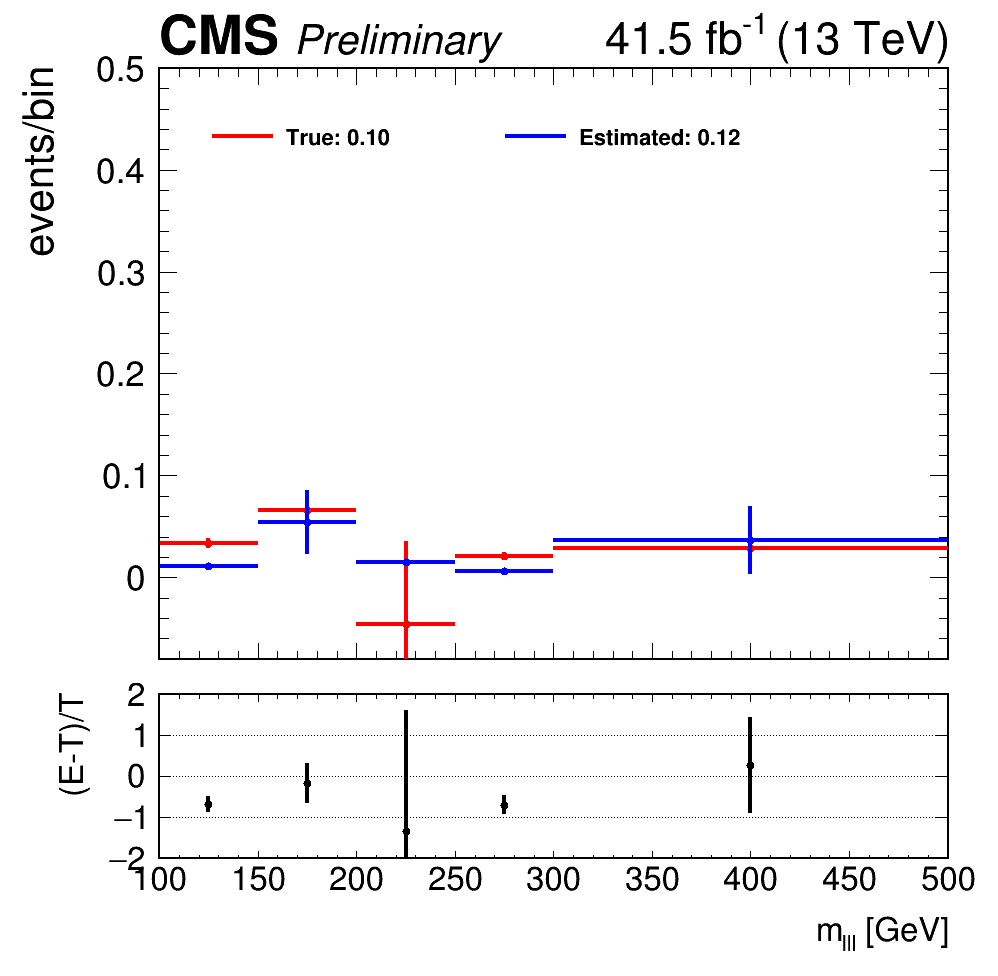 CMS Preliminary 41.5 fb⁻¹ (13 TeV)
events/bin
0.5
True: 0.10 Estimated: 0.12
0.4
0.3
0.2
0.1
0
(E-T)/T
2
1
0
−1
−2
100 150 200 250 300 350 400 450 500
m_lll [GeV]